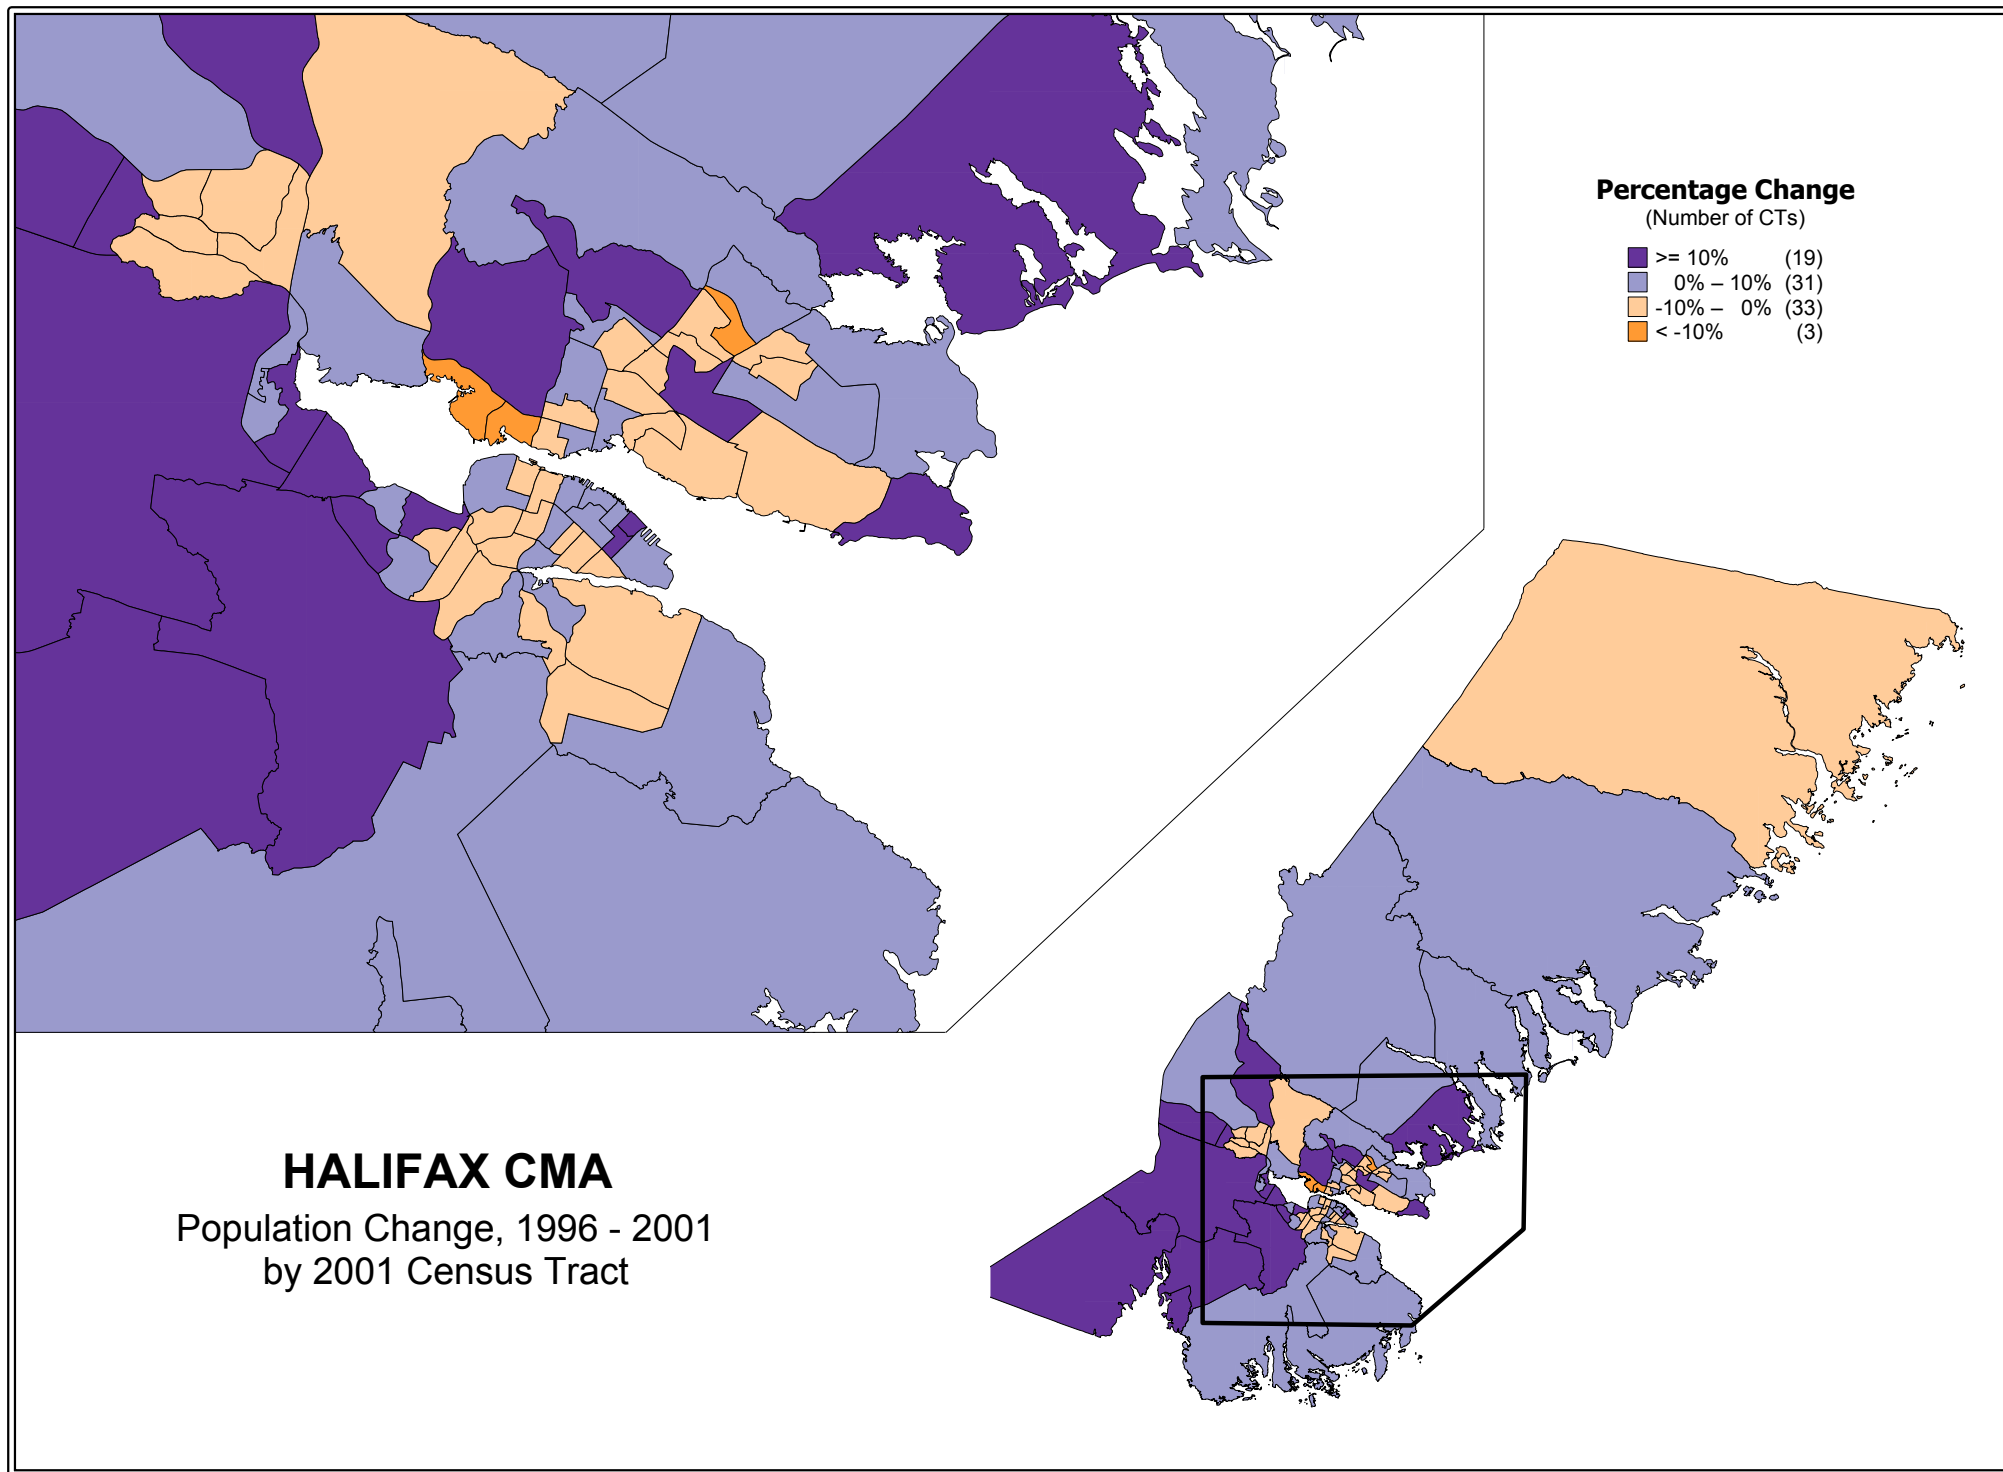 Percentage Change
(Number of CTs)
>= 10% (19)
0% – 10% (31)
-10% – 0% (33)
< -10% (3)
HALIFAX CMA
Population Change, 1996 - 2001
by 2001 Census Tract